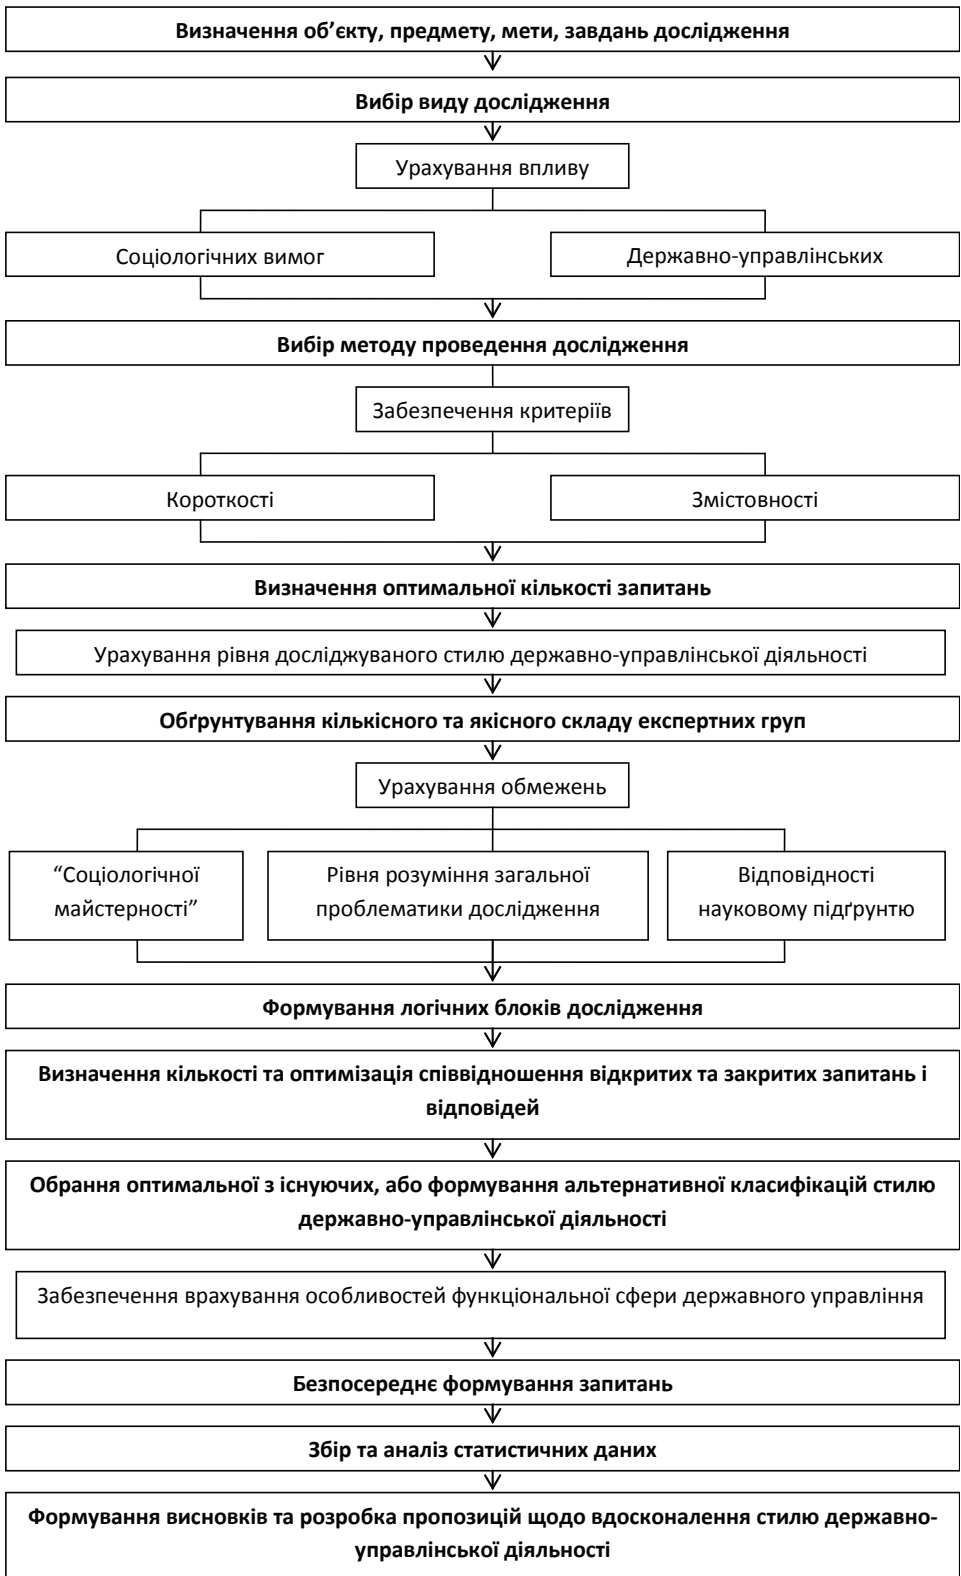 Визначення об’єкту, предмету, мети, завдань дослідження
Вибір виду дослідження
Урахування впливу
Соціологічних вимог
Державно-управлінських
Вибір методу проведення дослідження
Забезпечення критеріїв
Короткості
Змістовності
Визначення оптимальної кількості запитань
Урахування рівня досліджуваного стилю державно-управлінської діяльності
Обґрунтування кількісного та якісного складу експертних груп
Урахування обмежень
“Соціологічної
майстерності”
Рівня розуміння загальної
проблематики дослідження
Відповідності
науковому підґрунтю
Формування логічних блоків дослідження
Визначення кількості та оптимізація співвідношення відкритих та закритих запитань і
відповідей
Обрання оптимальної з існуючих, або формування альтернативної класифікацій стилю
державно-управлінської діяльності
Забезпечення врахування особливостей функціональної сфери державного управління
Безпосереднє формування запитань
Збір та аналіз статистичних даних
Формування висновків та розробка пропозицій щодо вдосконалення стилю державно-
управлінської діяльності